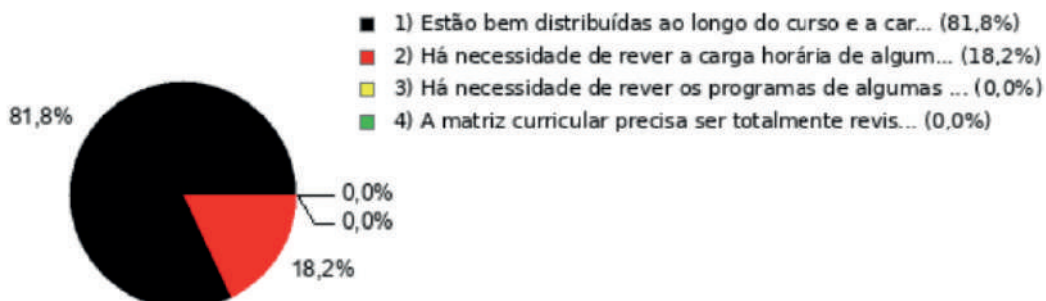 1) Estão bem distribuídas ao longo do curso e a car... (81,8%)
2) Há necessidade de rever a carga horária de algum... (18,2%)
3) Há necessidade de rever os programas de algumas ... (0,0%)
4) A matriz curricular precisa ser totalmente revis... (0,0%)
81,8%
0,0%
0,0%
18,2%